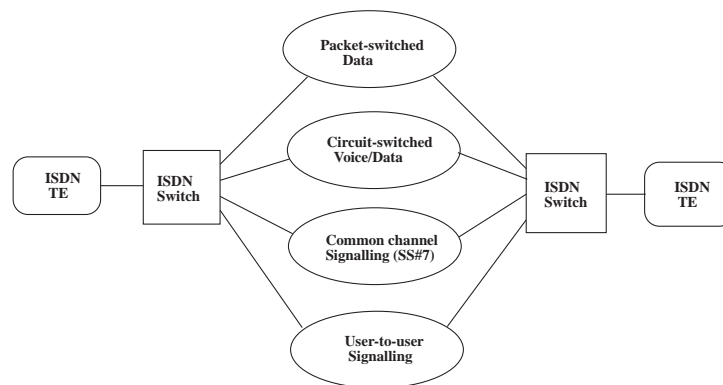 Packet-switched
Data
Circuit-switched
Voice/Data
ISDN
TE
ISDN
Switch
ISDN
Switch
ISDN
TE
Common channel
Signalling (SS#7)
User-to-user
Signalling